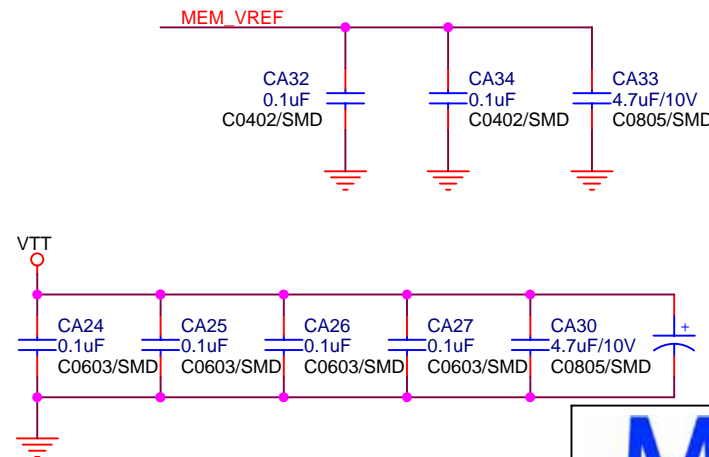 MEM_VREF
CA32
0.1uF
C0402/SMD
CA34
0.1uF
C0402/SMD
CA33
4.7uF/10V
C0805/SMD
VTT
CA24
0.1uF
C0603/SMD
CA25
0.1uF
C0603/SMD
CA26
0.1uF
C0603/SMD
CA27
0.1uF
C0603/SMD
CA30
4.7uF/10V
C0805/SMD
+